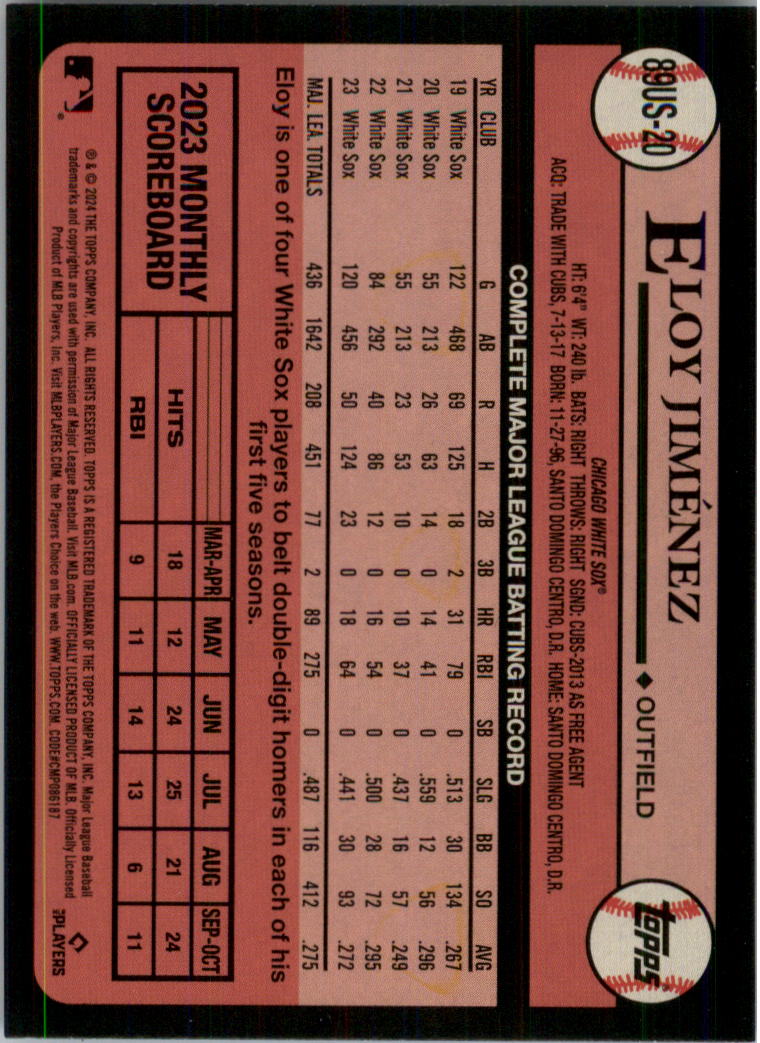 89US-20
ELOY JIMÉNEZ ◆ OUTFIELD
topps®
CHICAGO WHITE SOX®
HT: 6'4" WT: 240 lb. BATS: RIGHT THROWS: RIGHT SGND: CUBS-2013 AS FREE AGENT
ACQ: TRADE WITH CUBS, 7-13-17 BORN: 11-27-96, SANTO DOMINGO CENTRO, D.R. HOME: SANTO DOMINGO CENTRO, D.R.
COMPLETE MAJOR LEAGUE BATTING RECORD
YR CLUB G AB R H 2B 3B HR RBI SB SLG BB SO AVG
19 White Sox 122 468 69 125 18 2 31 79 0 .513 30 134 .267
20 White Sox 55 213 26 63 14 0 14 41 0 .559 12 56 .296
21 White Sox 55 213 23 53 10 0 10 37 0 .437 16 57 .249
22 White Sox 84 292 40 86 12 0 16 54 0 .500 28 72 .295
23 White Sox 120 456 50 124 23 0 18 64 0 .441 30 93 .272
MAJ. LEA. TOTALS 436 1642 208 451 77 2 89 275 0 .487 116 412 .275
Eloy is one of four White Sox players to belt double-digit homers in each of his
first five seasons.
2023 MONTHLY
SCOREBOARD
MAR-APR MAY JUN JUL AUG SEP-OCT
HITS 18 12 24 25 21 24
RBI 9 11 14 13 6 11
® & © 2024 THE TOPPS COMPANY, INC. ALL RIGHTS RESERVED. TOPPS IS A REGISTERED TRADEMARK OF THE TOPPS COMPANY, INC. Major League Baseball
trademarks and copyrights are used with permission of Major League Baseball. Visit MLB.com. OFFICIALLY LICENSED PRODUCT OF MLB. Officially Licensed
Product of MLB Players, Inc. Visit MLBPLAYERS.COM, the Players Choice on the web. WWW.TOPPS.COM. CODE#CMP086187
PLAYERS